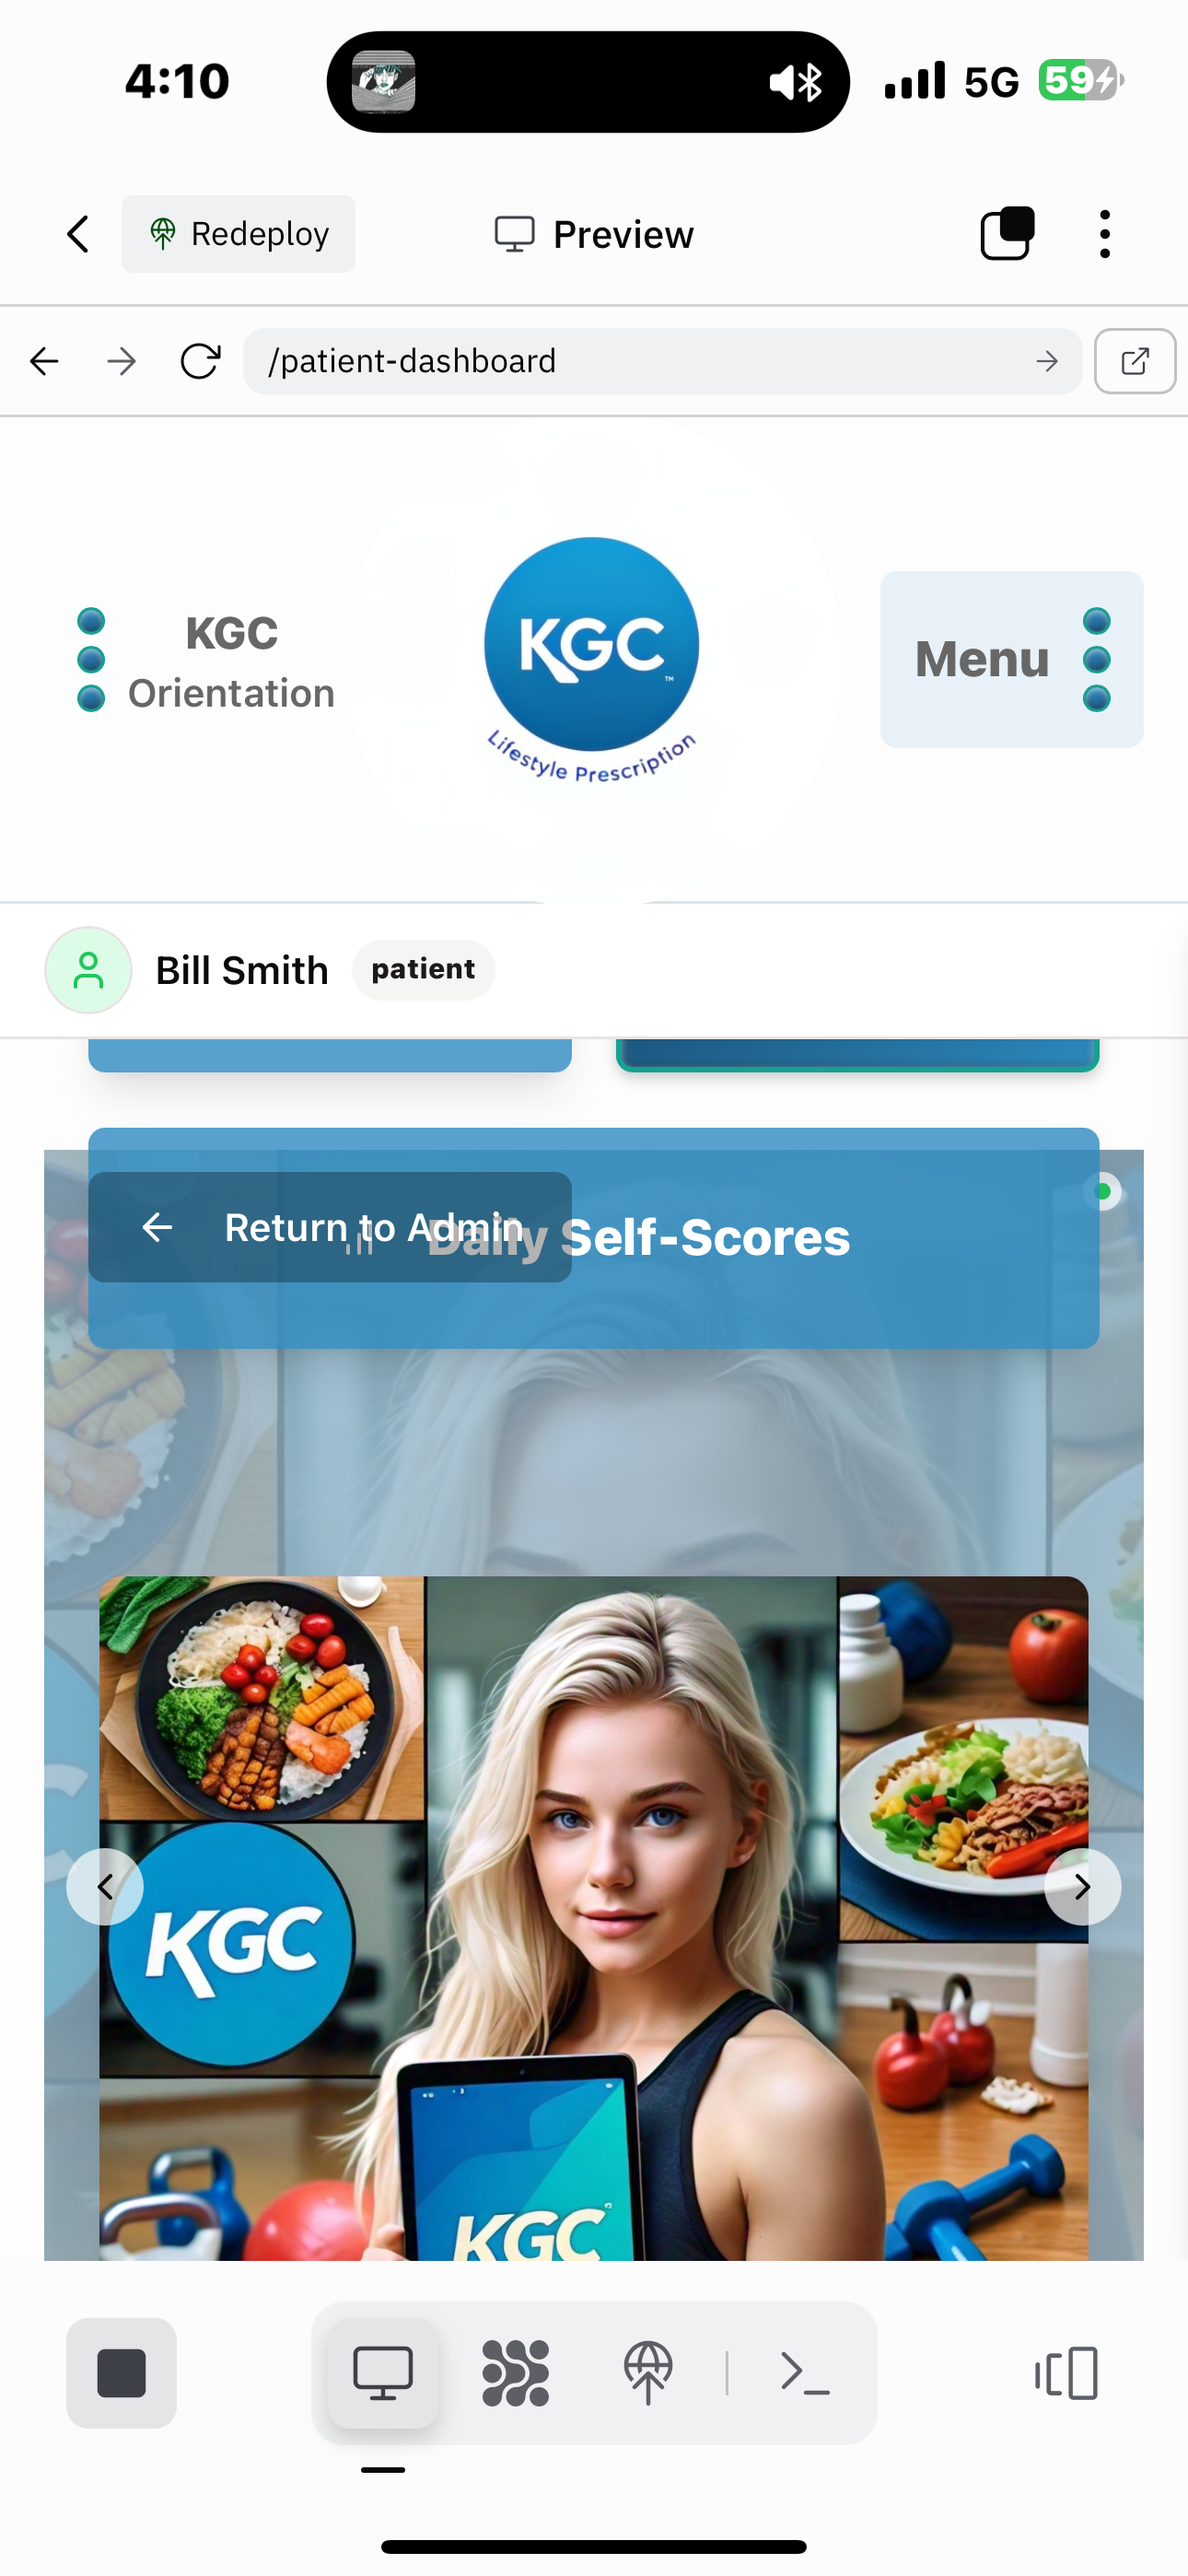 4:10
5G
59
Redeploy
Preview
/patient-dashboard
KGC
Orientation
KGC
™
Lifestyle Prescription
Menu
Bill Smith
patient
Return to Admin
Daily Self-Scores
KGC
KGC